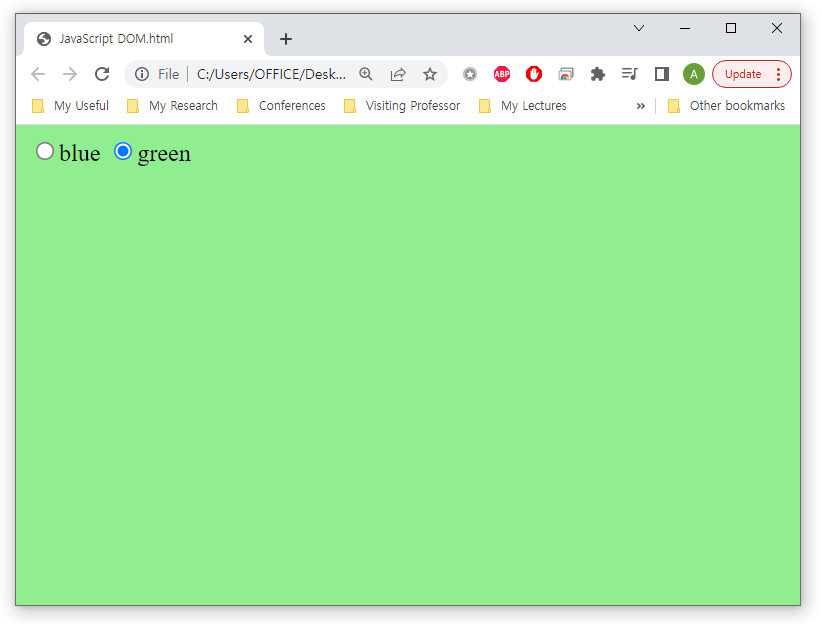 JavaScript DOM.html
File C:/Users/OFFICE/Desk... ABP A Update
My Useful My Research Conferences Visiting Professor My Lectures » Other bookmarks
blue green